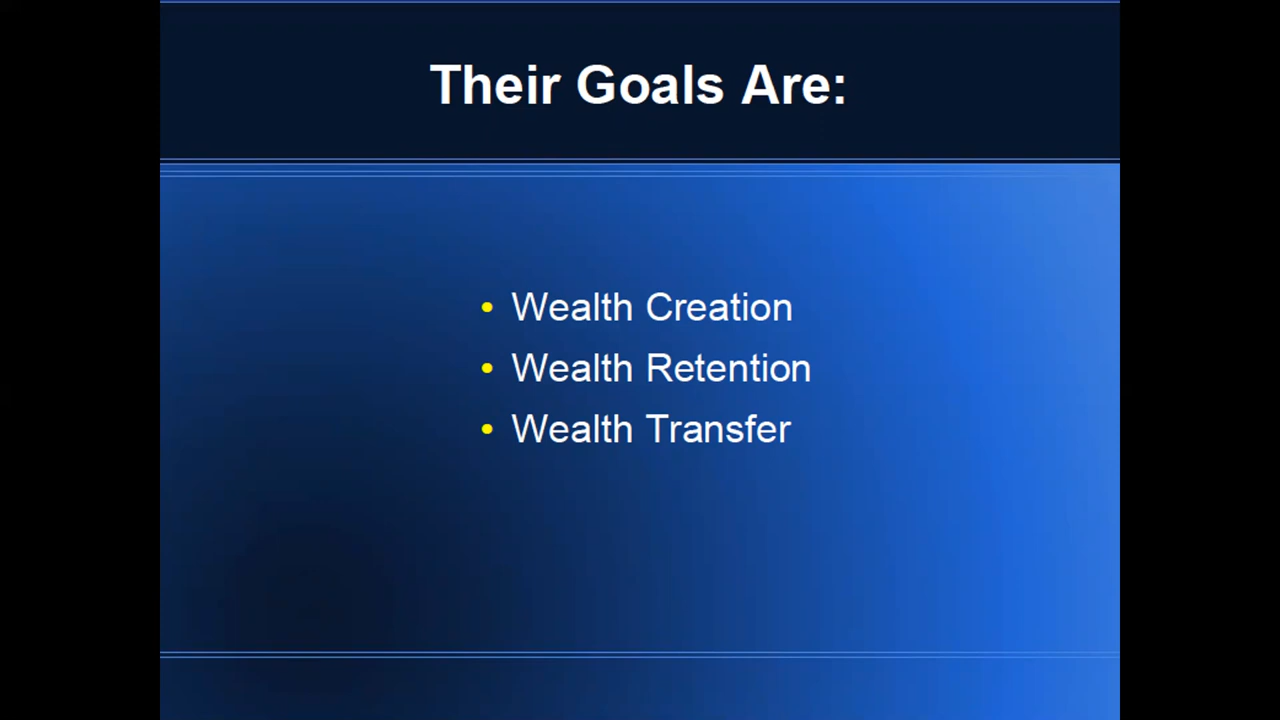 Their Goals Are:
• Wealth Creation
• Wealth Retention
• Wealth Transfer